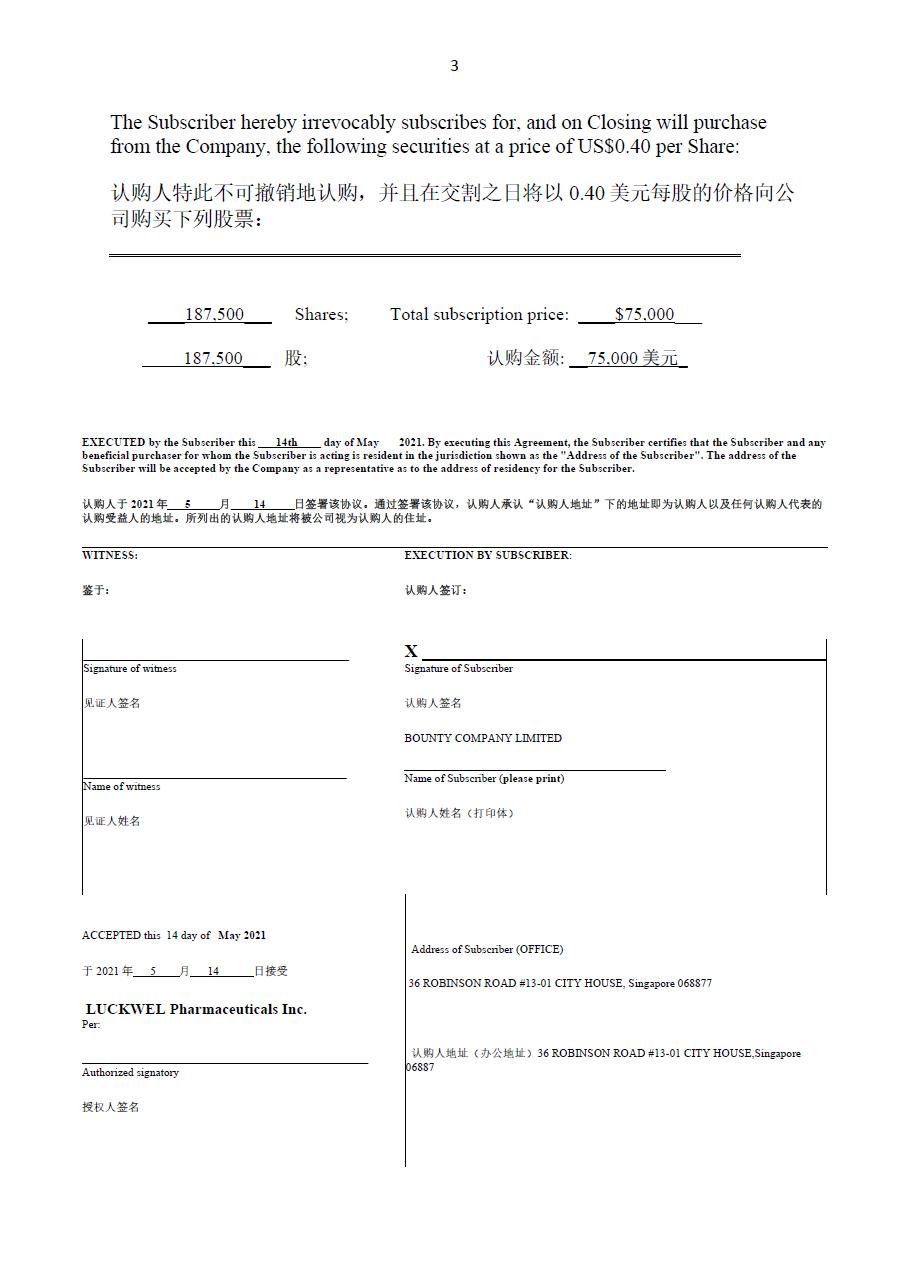 3
The Subscriber hereby irrevocably subscribes for, and on Closing will purchase
from the Company, the following securities at a price of US$0.40 per Share:
认购人特此不可撤销地认购，并且在交割之日将以 0.40 美元每股的价格向公
司购买下列股票：
187,500 Shares; Total subscription price: $75,000
187,500 股; 认购金额: 75,000 美元
EXECUTED by the Subscriber this 14th day of May 2021. By executing this Agreement, the Subscriber certifies that the Subscriber and any
beneficial purchaser for whom the Subscriber is acting is resident in the jurisdiction shown as the "Address of the Subscriber". The address of the
Subscriber will be accepted by the Company as a representative as to the address of residency for the Subscriber.
认购人于 2021 年 5 月 14 日签署该协议。通过签署该协议，认购人承认“认购人地址”下的地址即为认购人以及任何认购人代表的
认购受益人的地址。所列出的认购人地址将被公司视为认购人的住址。
WITNESS: EXECUTION BY SUBSCRIBER:
鉴于： 认购人签订：
X
Signature of witness Signature of Subscriber
见证人签名 认购人签名
BOUNTY COMPANY LIMITED
Name of witness Name of Subscriber (please print)
见证人姓名 认购人姓名（打印体）
ACCEPTED this 14 day of May 2021
于 2021 年 5 月 14 日接受
LUCKWEL Pharmaceuticals Inc.
Per:
Authorized signatory
授权人签名
Address of Subscriber (OFFICE)
36 ROBINSON ROAD #13-01 CITY HOUSE, Singapore 068877
认购人地址（办公地址）36 ROBINSON ROAD #13-01 CITY HOUSE,Singapore
06887